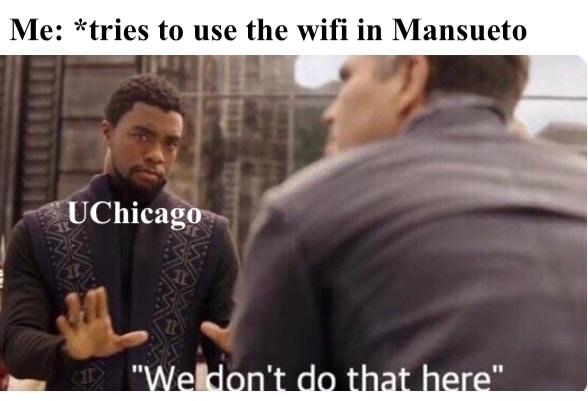 Me: *tries to use the wifi in Mansueto
UChicago
"We don't do that here"